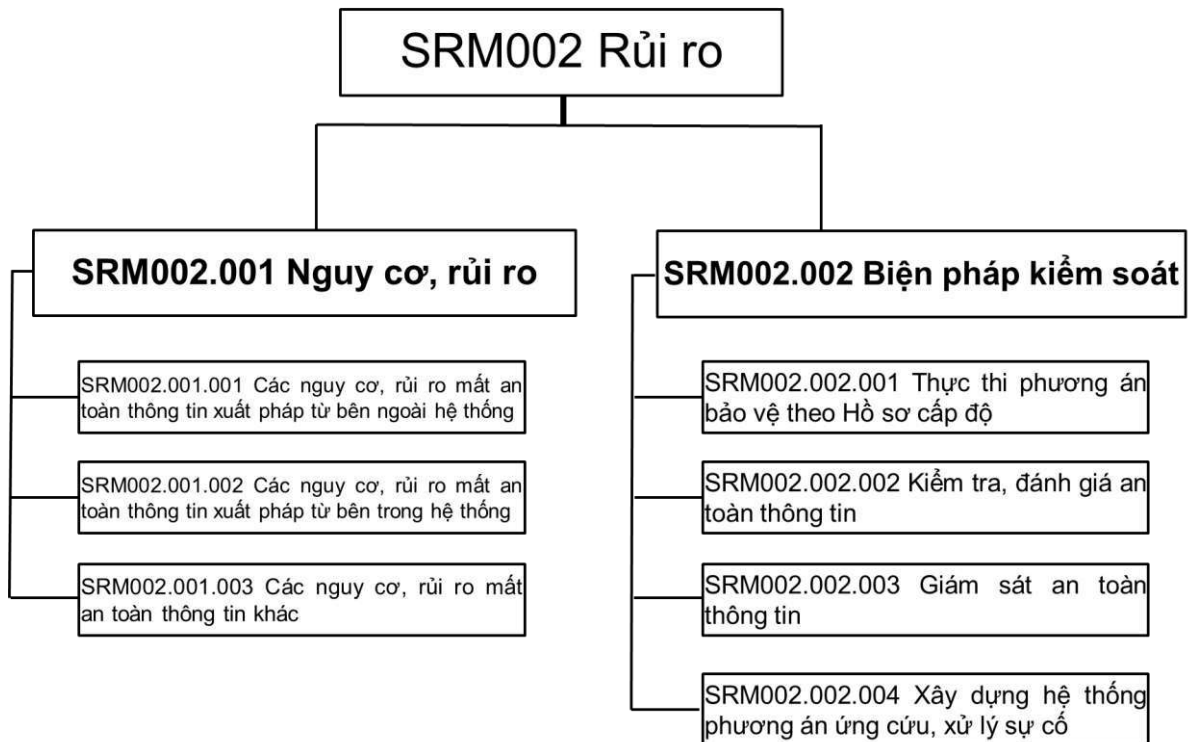 SRM002 Rủi ro
SRM002.001 Nguy cơ, rủi ro
SRM002.001.001 Các nguy cơ, rủi ro mất an
toàn thông tin xuất pháp từ bên ngoài hệ thống
SRM002.001.002 Các nguy cơ, rủi ro mất an
toàn thông tin xuất pháp từ bên trong hệ thống
SRM002.001.003 Các nguy cơ, rủi ro mất
an toàn thông tin khác
SRM002.002 Biện pháp kiểm soát
SRM002.002.001 Thực thi phương án
bảo vệ theo Hồ sơ cấp độ
SRM002.002.002 Kiểm tra, đánh giá an
toàn thông tin
SRM002.002.003 Giám sát an toàn
thông tin
SRM002.002.004 Xây dựng hệ thống
phương án ứng cứu, xử lý sự cố